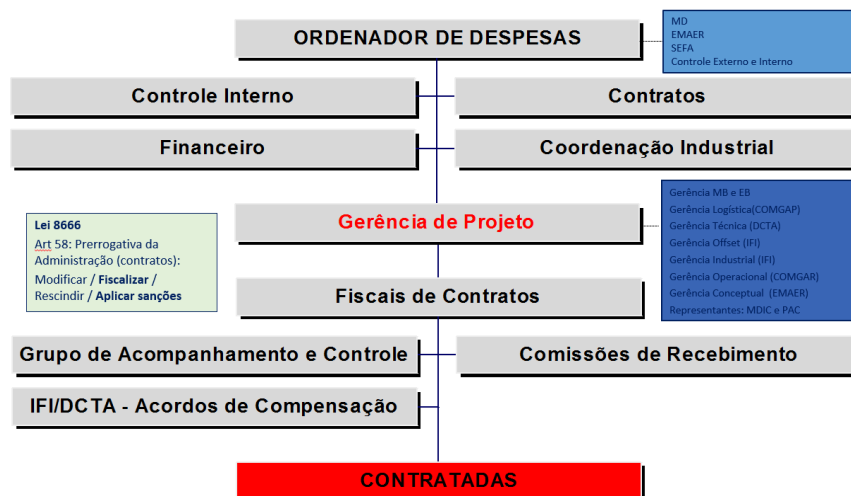 ORDENADOR DE DESPESAS
MD
EMAER
SEFA
Controle Externo e Interno
Controle Interno
Contratos
Financeiro
Coordenação Industrial
Gerência de Projeto
Gerência MB e EB
Gerência Logística(COMGAP)
Gerência Técnica (DCTA)
Gerência Offset (IFI)
Gerência Industrial (IFI)
Gerência Operacional (COMGAR)
Gerência Conceptual (EMAER)
Representantes: MDIC e PAC
Lei 8666
Art 58: Prerrogativa da
Administração (contratos):
Modificar / Fiscalizar /
Rescindir / Aplicar sanções
Fiscais de Contratos
Grupo de Acompanhamento e Controle
Comissões de Recebimento
IFI/DCTA - Acordos de Compensação
CONTRATADAS